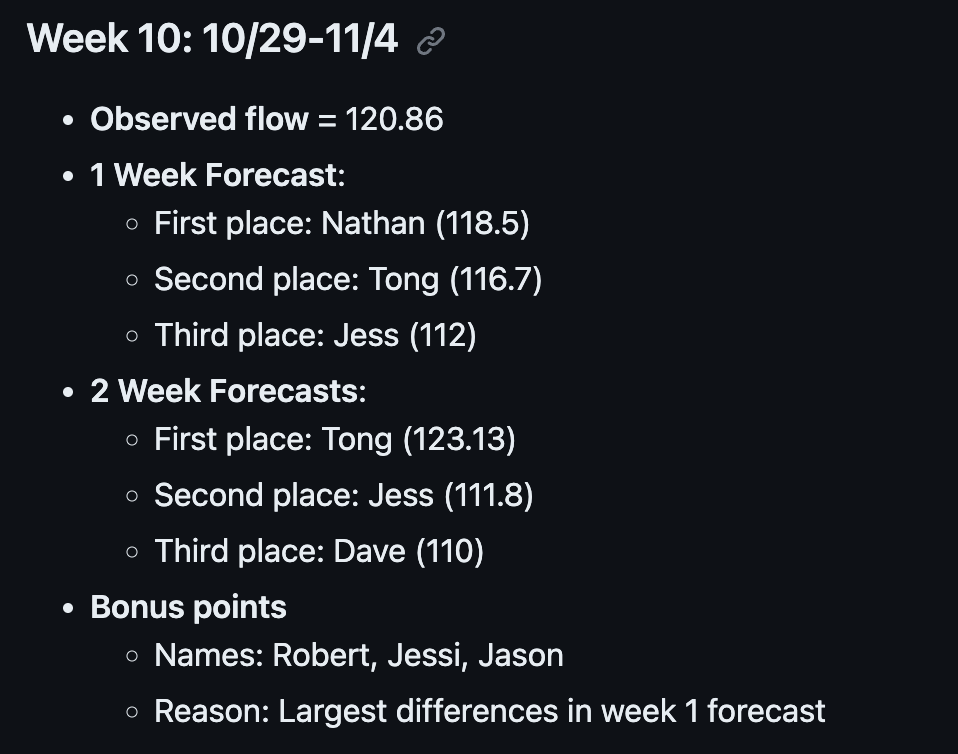 Week 10: 10/29-11/4
Observed flow = 120.86
1 Week Forecast:
First place: Nathan (118.5)
Second place: Tong (116.7)
Third place: Jess (112)
2 Week Forecasts:
First place: Tong (123.13)
Second place: Jess (111.8)
Third place: Dave (110)
Bonus points
Names: Robert, Jessi, Jason
Reason: Largest differences in week 1 forecast